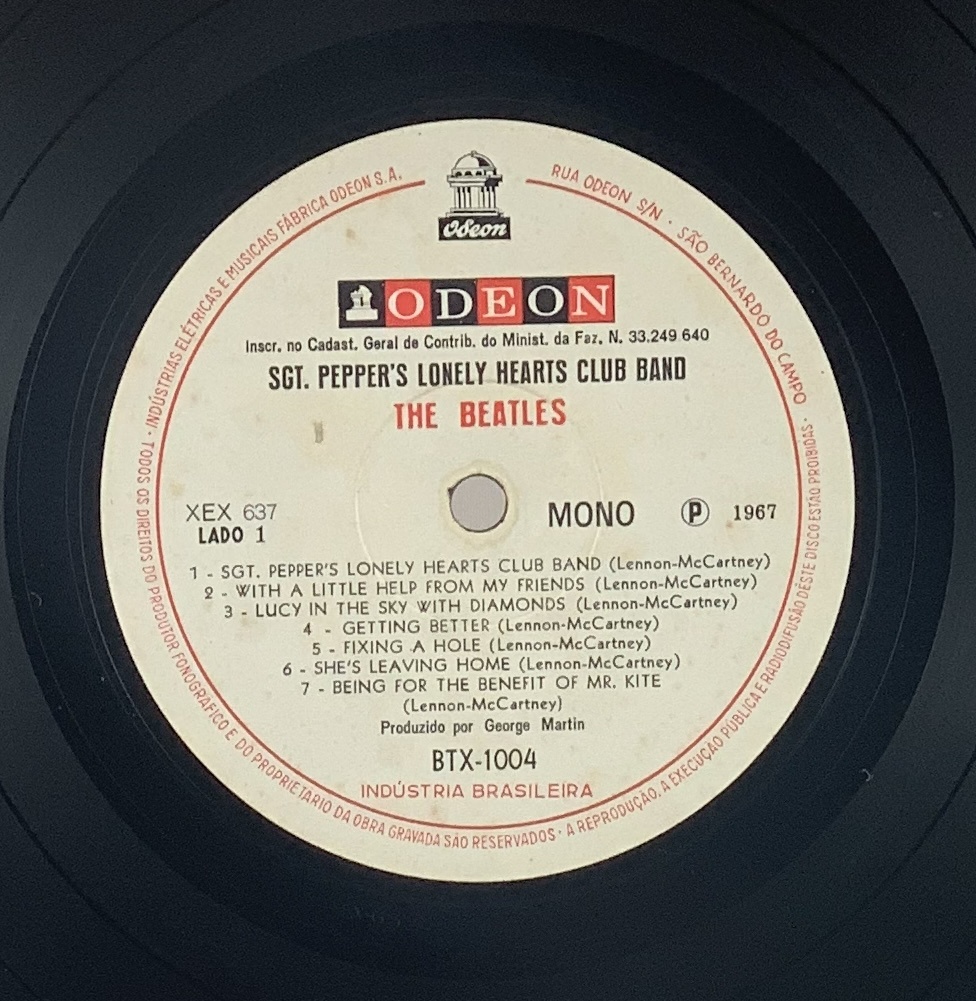 INDÚSTRIAS ELÉTRICAS E MUSICAIS FÁBRICA ODEON S.A.
RUA ODEON S/N · SÃO BERNARDO DO CAMPO ·
Odeon
ODEON
Inscr. no Cadast. Geral de Contrib. do Minist. da Faz. N. 33.249 640
SGT. PEPPER'S LONELY HEARTS CLUB BAND
THE BEATLES
XEX 637
LADO 1
MONO
Ⓟ 1967
1 - SGT. PEPPER'S LONELY HEARTS CLUB BAND (Lennon-McCartney)
2 - WITH A LITTLE HELP FROM MY FRIENDS (Lennon-McCartney)
3 - LUCY IN THE SKY WITH DIAMONDS (Lennon-McCartney)
4 - GETTING BETTER (Lennon-McCartney)
5 - FIXING A HOLE (Lennon-McCartney)
6 - SHE'S LEAVING HOME (Lennon-McCartney)
7 - BEING FOR THE BENEFIT OF MR. KITE
(Lennon-McCartney)
Produzido por George Martin
BTX-1004
INDÚSTRIA BRASILEIRA
· TODOS OS DIREITOS DO PRODUTOR FONOGRÁFICO E DO PROPRIETARIO DA OBRA GRAVADA SÃO RESERVADOS · A REPRODUÇÃO, A EXECUÇÃO PÚBLICA E RADIODIFUSÃO DÊSTE DISCO ESTÃO PROIBIDAS ·